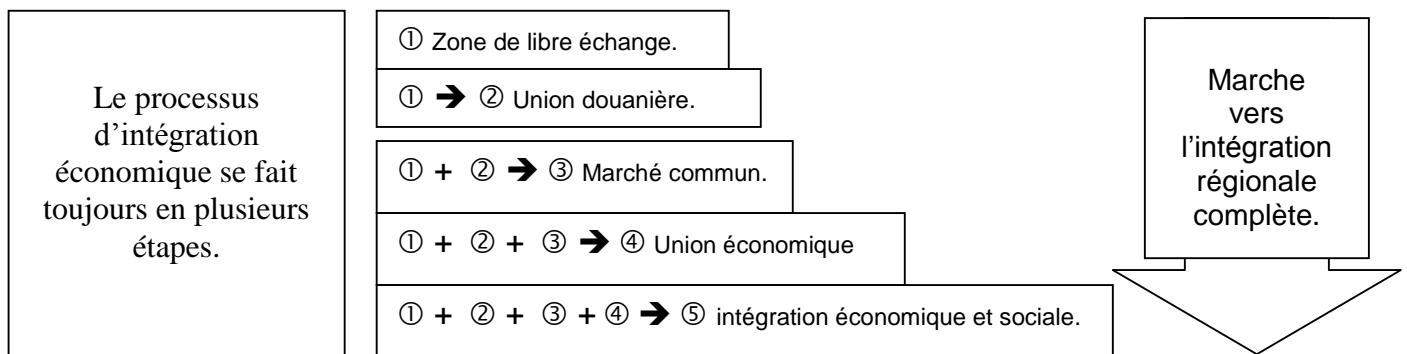 Le processus
d’intégration
économique se fait
toujours en plusieurs
étapes.
① Zone de libre échange.
① ➔ ② Union douanière.
① + ② ➔ ③ Marché commun.
① + ② + ③ ➔ ④ Union économique
① + ② + ③ + ④ ➔ ⑤ intégration économique et sociale.
Marche
vers
l’intégration
régionale
complète.